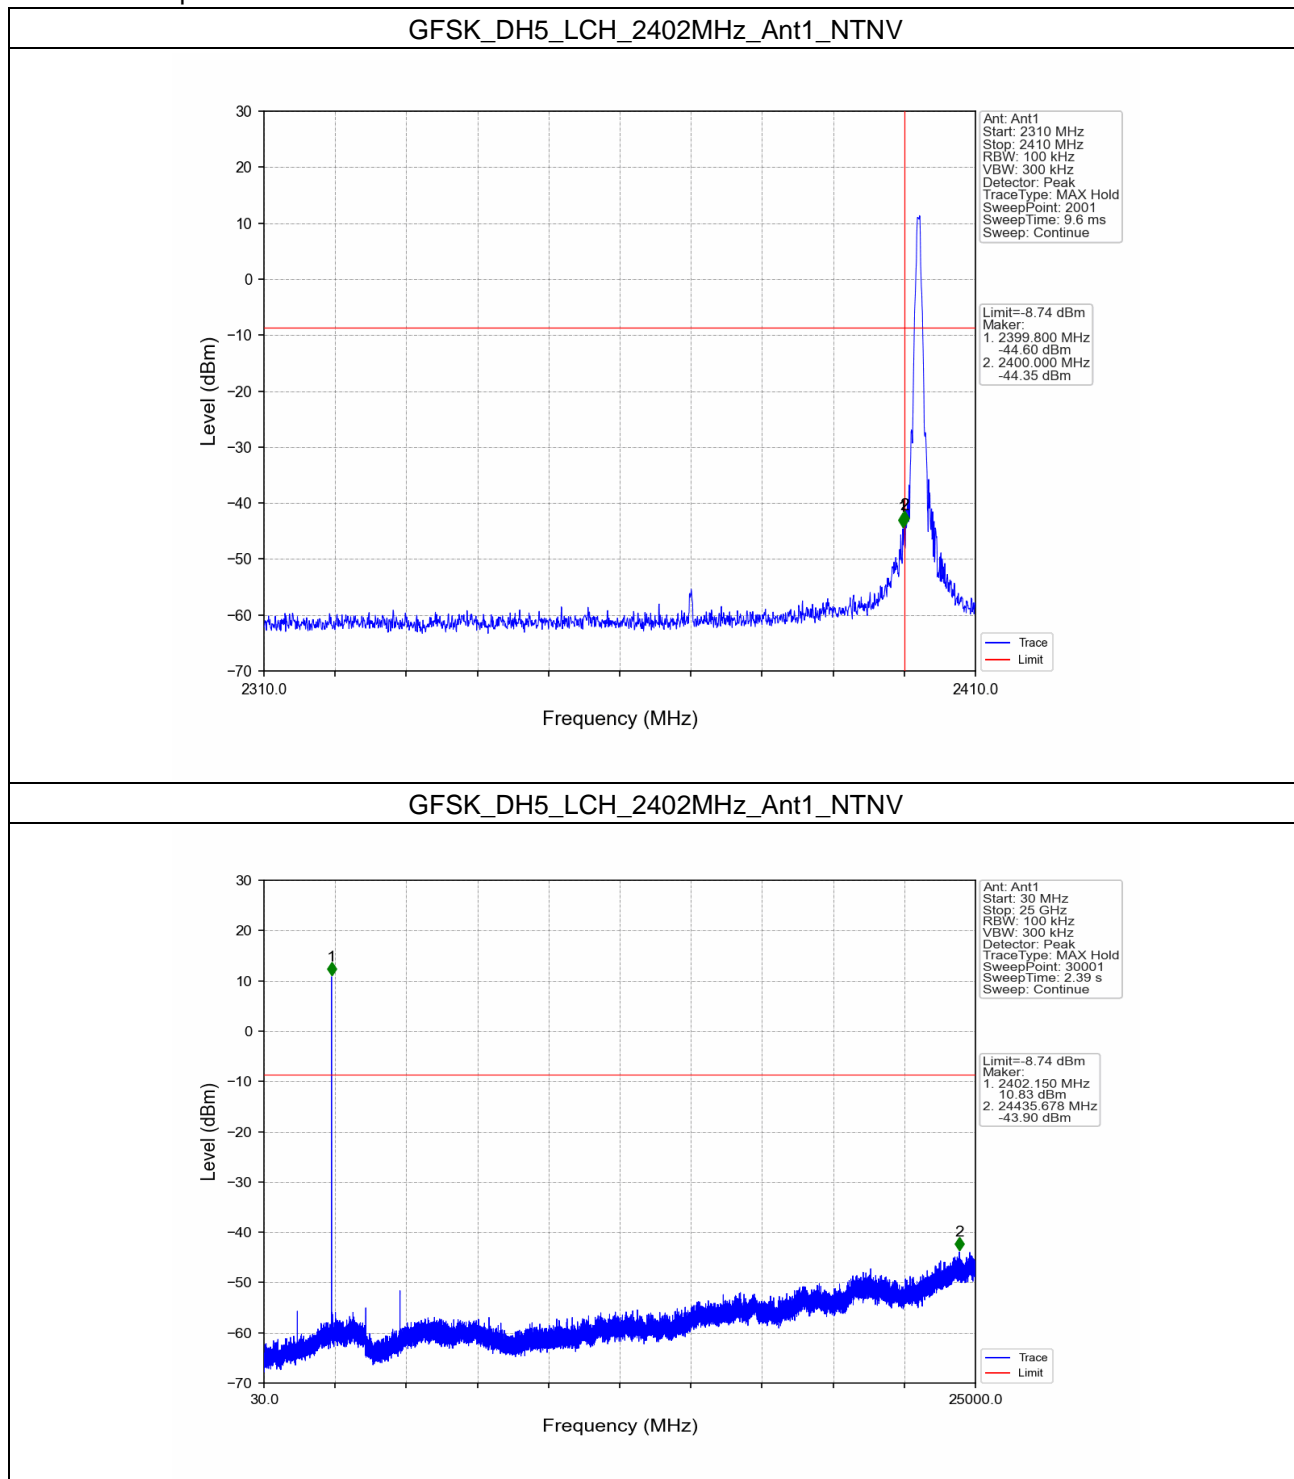 GFSK_DH5_LCH_2402MHz_Ant1_NTNV
30
20
10
0
−10
−20
−30
−40
−50
−60
−70
Level (dBm)
2310.0
2410.0
Frequency (MHz)
2
Ant: Ant1
Start: 2310 MHz
Stop: 2410 MHz
RBW: 100 kHz
VBW: 300 kHz
Detector: Peak
TraceType: MAX Hold
SweepPoint: 2001
SweepTime: 9.6 ms
Sweep: Continue
Limit=-8.74 dBm
Maker:
1. 2399.800 MHz
-44.60 dBm
2. 2400.000 MHz
-44.35 dBm
Trace
Limit
GFSK_DH5_LCH_2402MHz_Ant1_NTNV
30
20
10
0
−10
−20
−30
−40
−50
−60
−70
Level (dBm)
30.0
25000.0
Frequency (MHz)
1
2
Ant: Ant1
Start: 30 MHz
Stop: 25 GHz
RBW: 100 kHz
VBW: 300 kHz
Detector: Peak
TraceType: MAX Hold
SweepPoint: 30001
SweepTime: 2.39 s
Sweep: Continue
Limit=-8.74 dBm
Maker:
1. 2402.150 MHz
10.83 dBm
2. 24435.678 MHz
-43.90 dBm
Trace
Limit